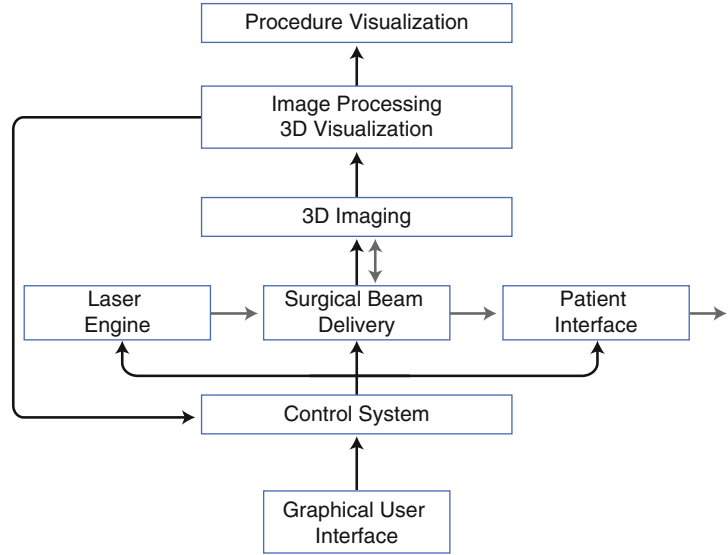 Procedure Visualization
Image Processing
3D Visualization
3D Imaging
Laser
Engine
Surgical Beam
Delivery
Patient
Interface
Control System
Graphical User
Interface